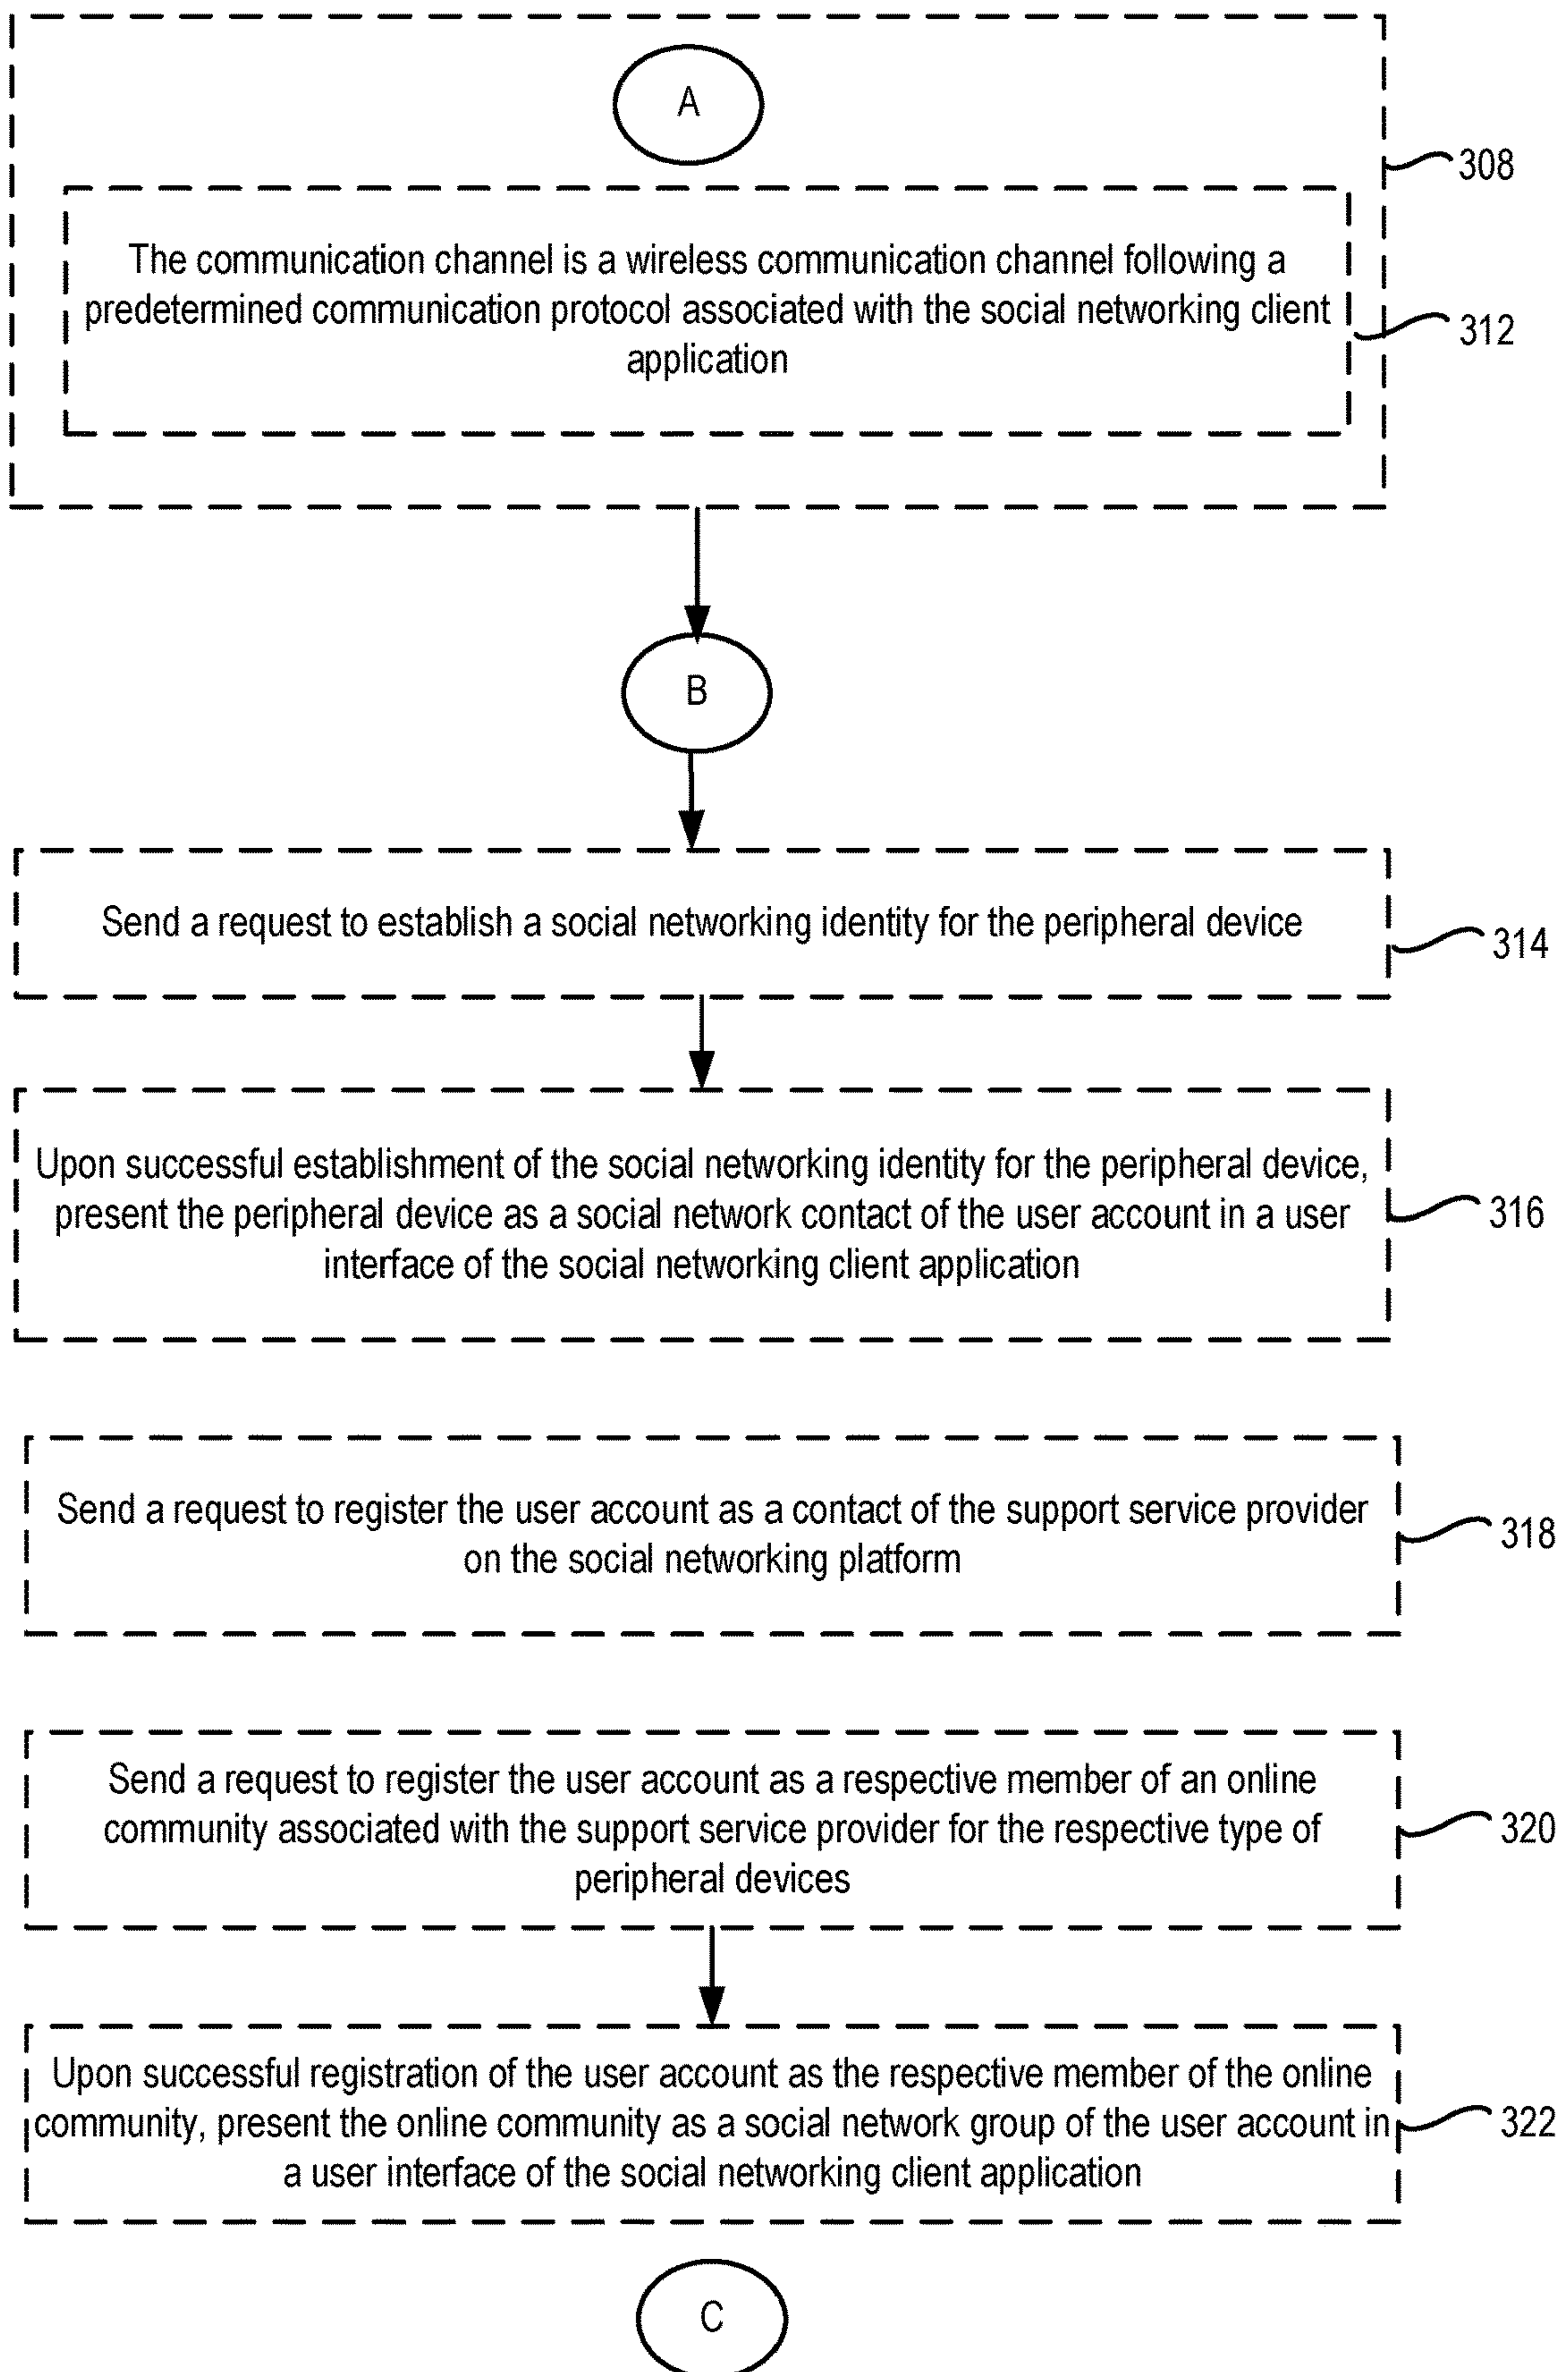 A
308
The communication channel is a wireless communication channel following a
predetermined communication protocol associated with the social networking client
application
312
B
Send a request to establish a social networking identity for the peripheral device
314
Upon successful establishment of the social networking identity for the peripheral device,
present the peripheral device as a social network contact of the user account in a user
interface of the social networking client application
316
Send a request to register the user account as a contact of the support service provider
on the social networking platform
318
Send a request to register the user account as a respective member of an online
community associated with the support service provider for the respective type of
peripheral devices
320
Upon successful registration of the user account as the respective member of the online
community, present the online community as a social network group of the user account in
a user interface of the social networking client application
322
C